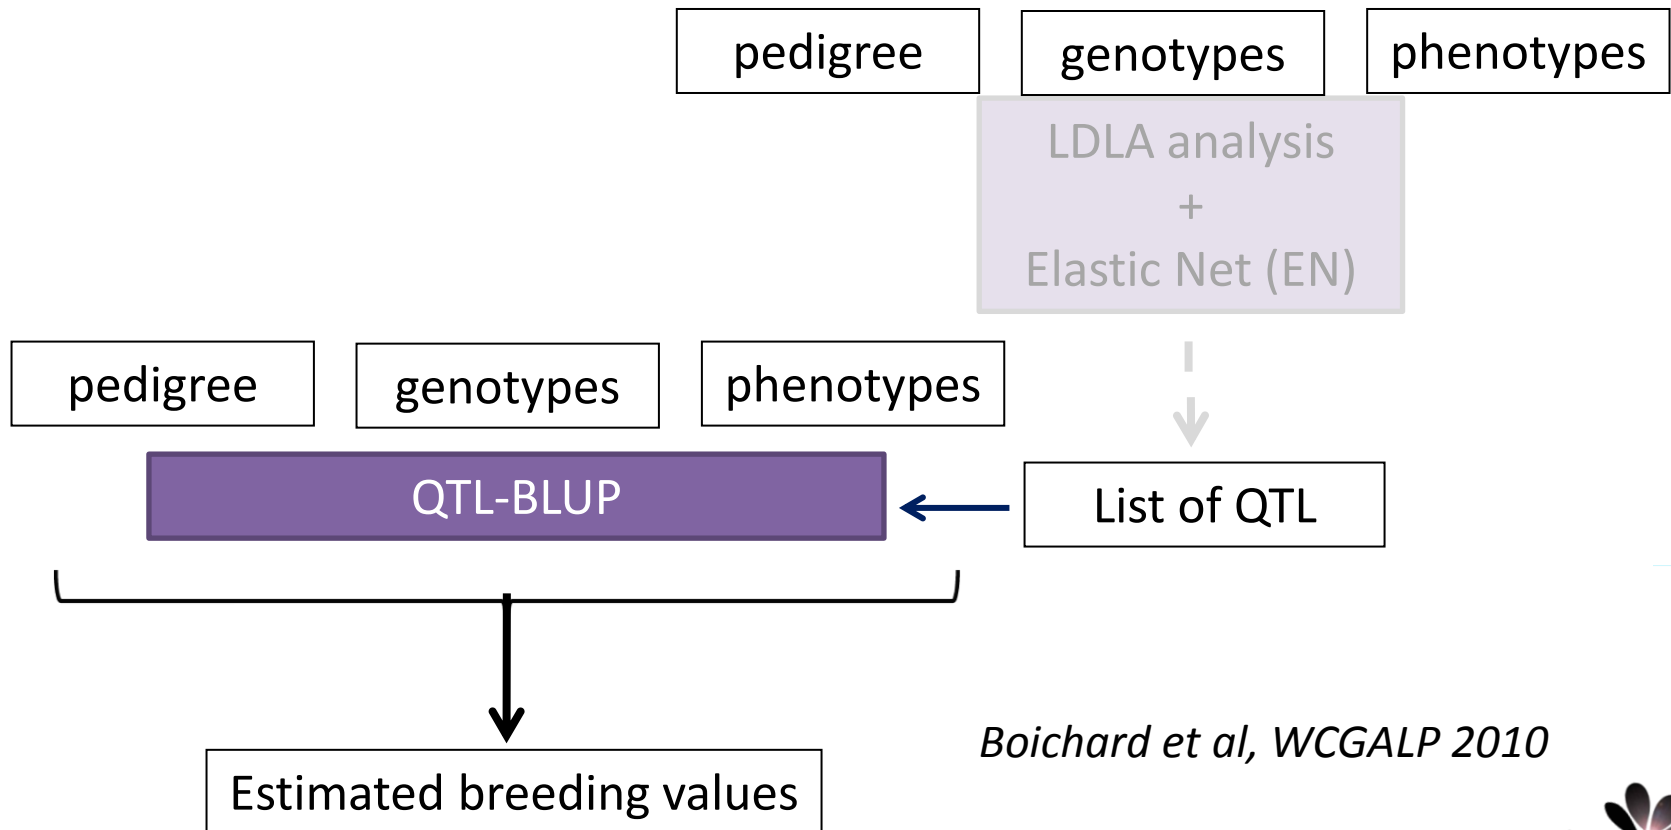 pedigree
genotypes
phenotypes
LDLA analysis
+
Elastic Net (EN)
pedigree
genotypes
phenotypes
QTL-BLUP
List of QTL
Boichard et al, WCGALP 2010
Estimated breeding values